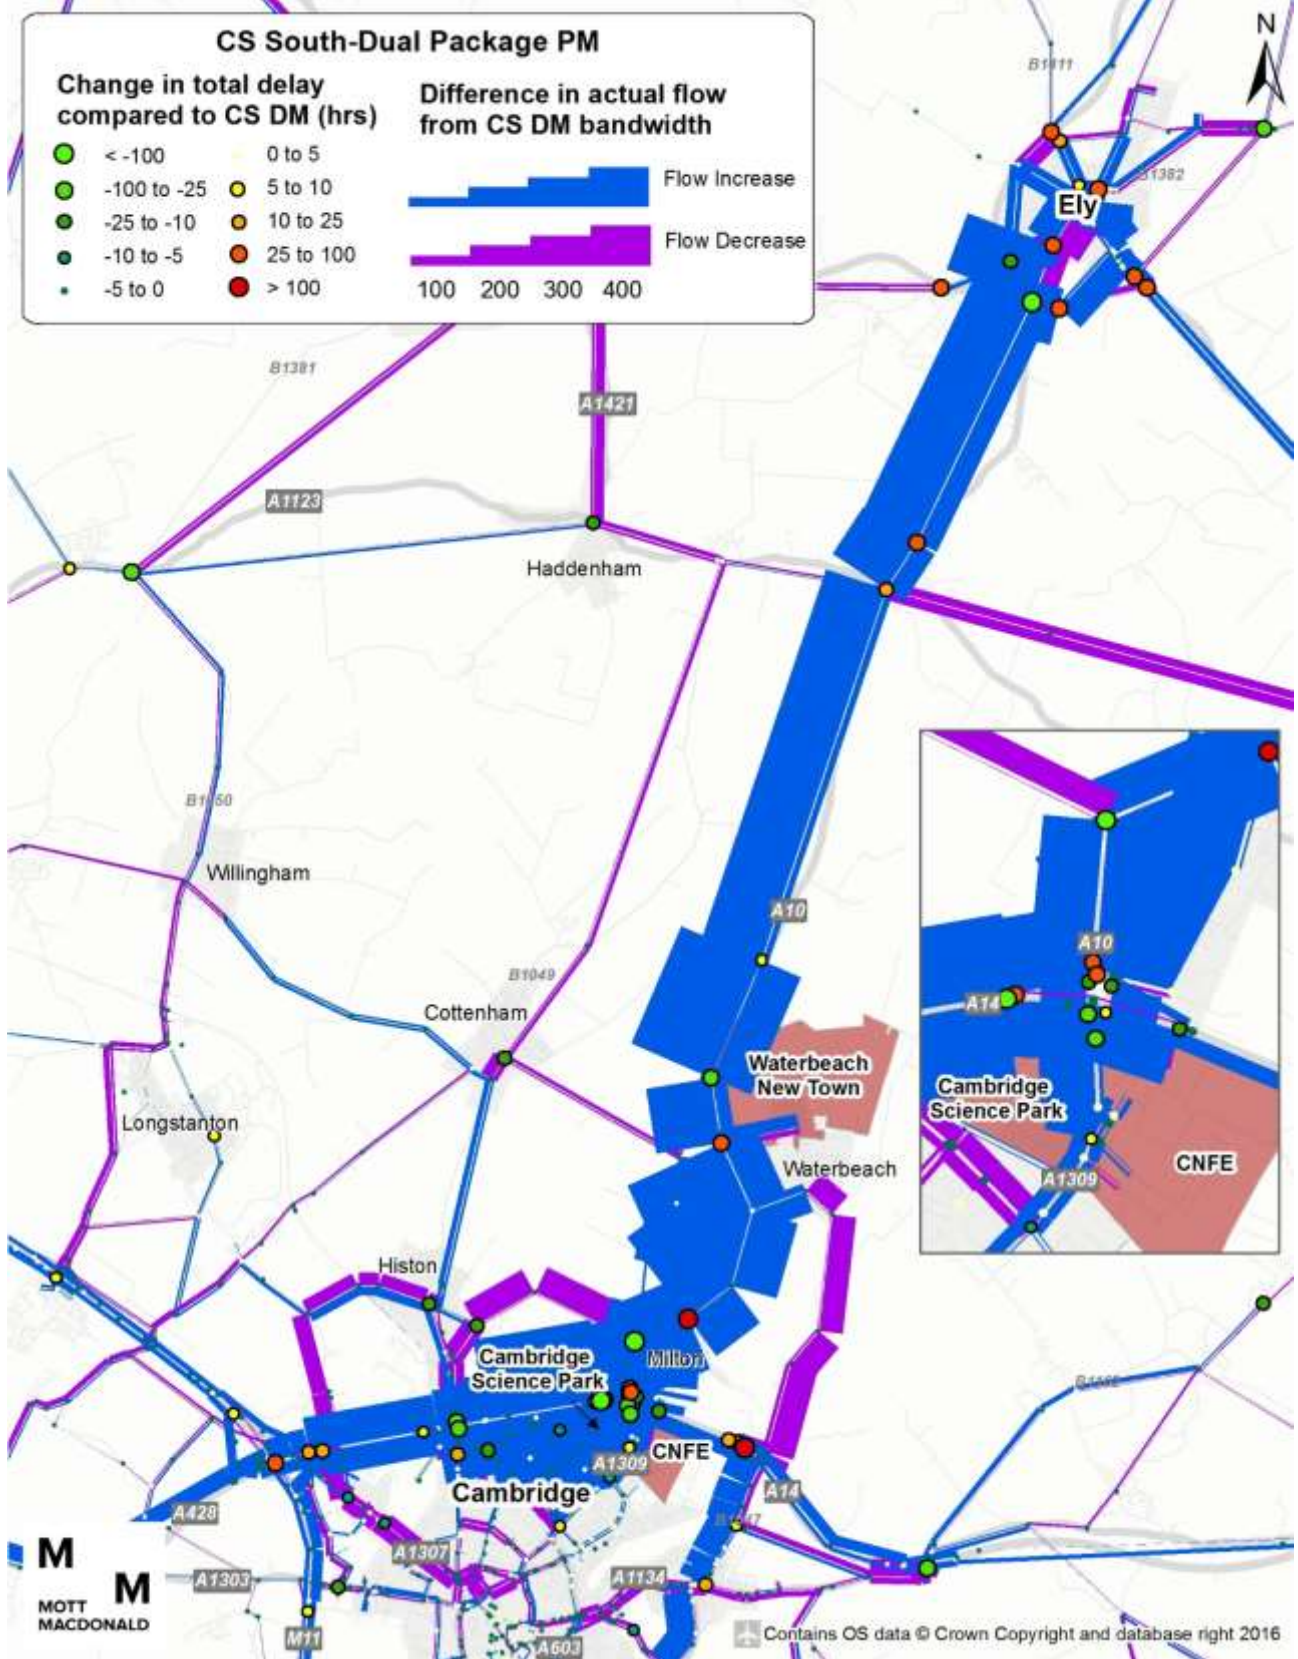 CS South-Dual Package PM
Change in total delay
compared to CS DM (hrs)
< -100
-100 to -25
-25 to -10
-10 to -5
-5 to 0
0 to 5
5 to 10
10 to 25
25 to 100
> 100
Difference in actual flow
from CS DM bandwidth
Flow Increase
Flow Decrease
100 200 300 400
N
B1411
B1382
Ely
B1381
A1421
A1123
Haddenham
B1050
Willingham
A10
B1049
Cottenham
Waterbeach
New Town
Longstanton
Waterbeach
Histon
Cambridge
Science Park
Milton
A10
A14
Cambridge
Science Park
CNFE
A1309
CNFE
A1309
Cambridge
A14
A428
A1307
A1303
A1134
A603
M11
M
M
MOTT
MACDONALD
Contains OS data © Crown Copyright and database right 2016